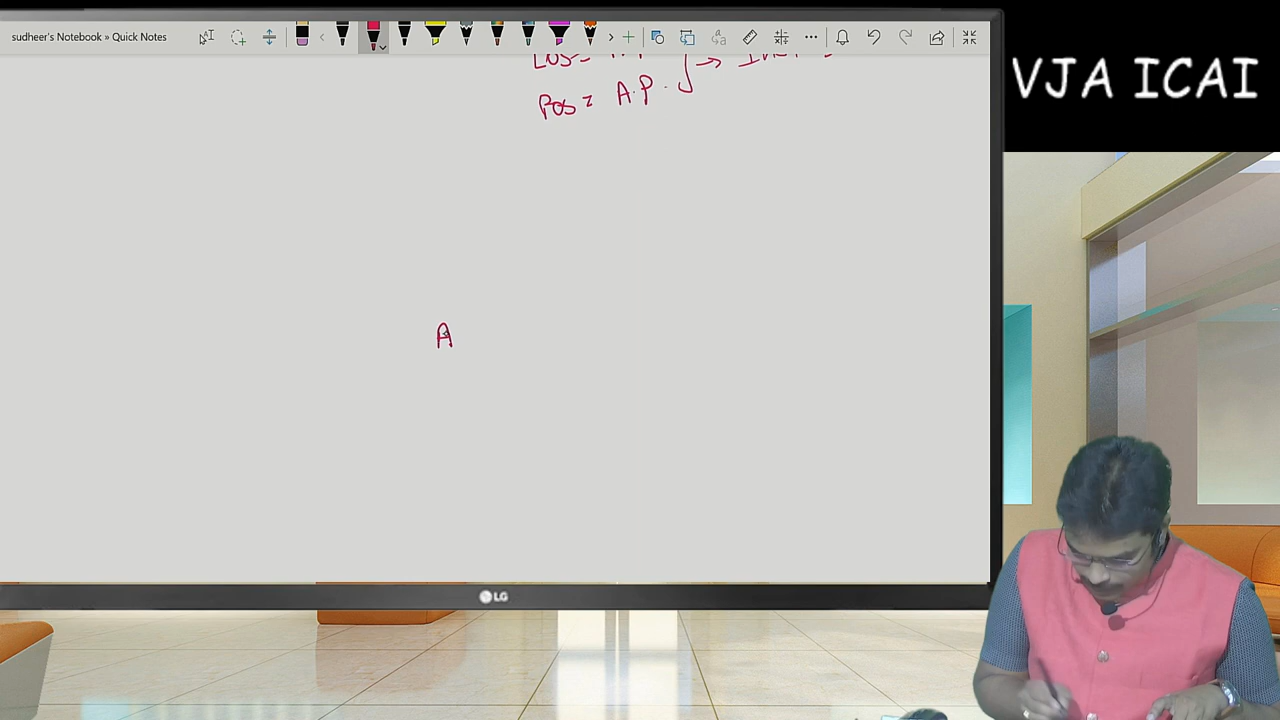 sudheer's Notebook » Quick Notes
VJA ICAI
POS = A.P.
A
LG